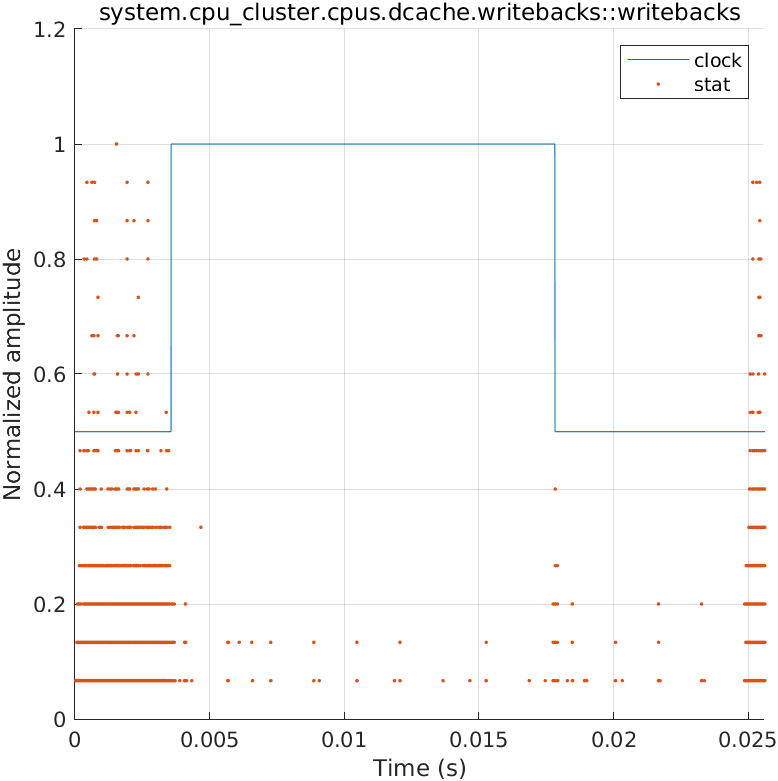 system.cpu_cluster.cpus.dcache.writebacks::writebacks
1.2
clock
stat
1
0.8
Normalized amplitude
0.6
0.4
0.2
0
0 0.005 0.01 0.015 0.02 0.025
Time (s)